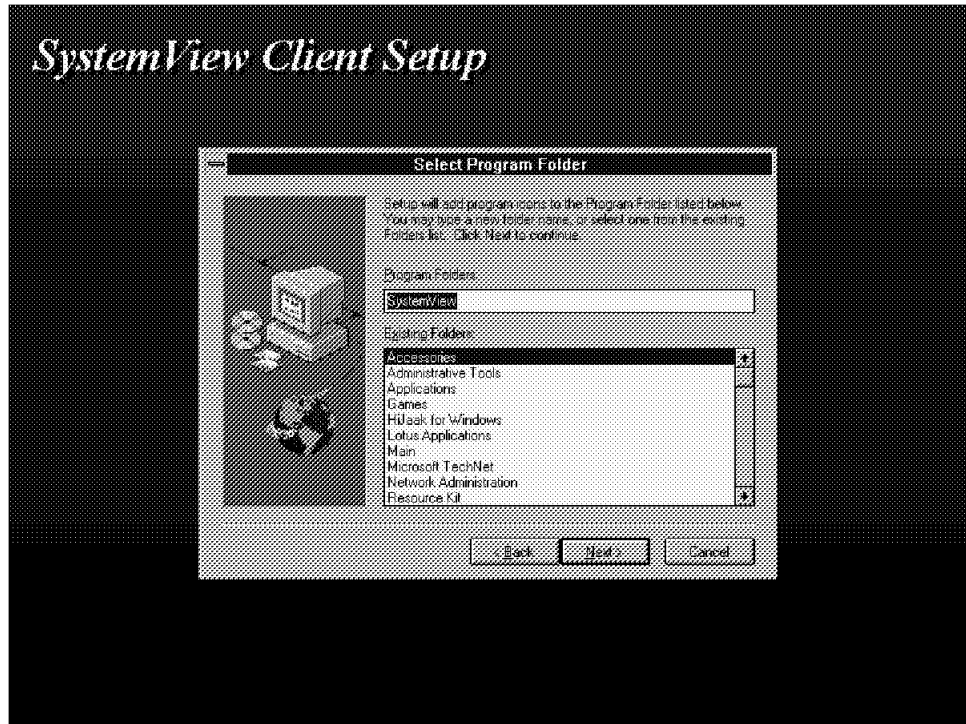 SystemView Client Setup
Select Program Folder
Setup will add program icons to the Program Folder listed below.
You may type a new folder name, or select one from the existing
Folders list. Click Next to continue.
Program Folders:
SystemView
Existing Folders:
Accessories
Administrative Tools
Applications
Games
HiJaak for Windows
Lotus Applications
Main
Microsoft TechNet
Network Administration
Resource Kit
< Back Next > Cancel